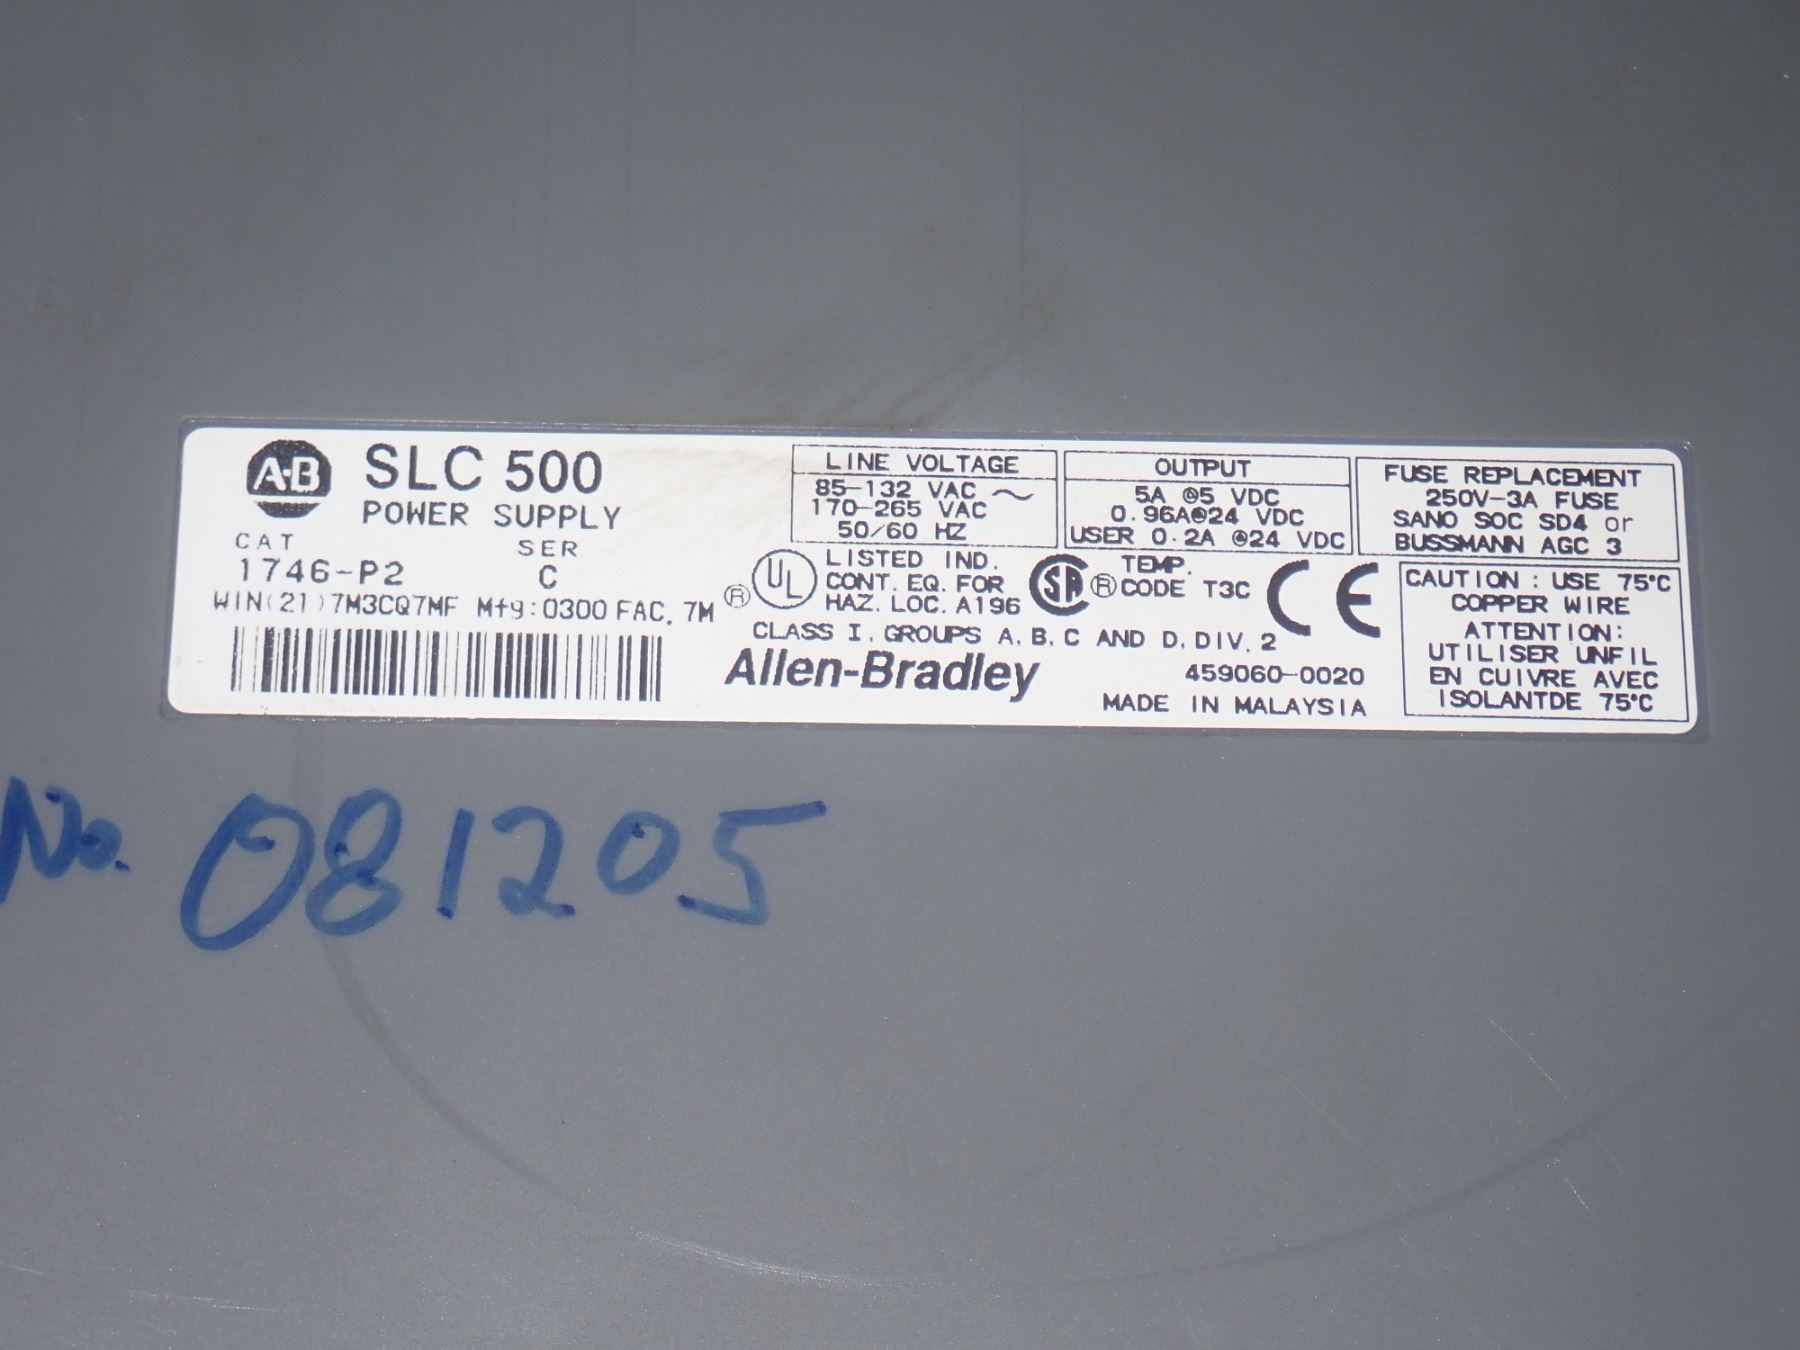 A-B SLC 500
POWER SUPPLY
CAT SER
1746-P2 C
WIN(21)7M3CQ7MF Mfg:0300 FAC. 7M
LINE VOLTAGE
85-132 VAC ~
170-265 VAC
50/60 HZ
OUTPUT
5A @5 VDC
0.96A@24 VDC
USER 0.2A @24 VDC
FUSE REPLACEMENT
250V-3A FUSE
SANO SOC SD4 or
BUSSMANN AGC 3
® UL LISTED IND.
CONT. EQ. FOR
HAZ. LOC. A196
SA ® TEMP.
CODE T3C
CE
CLASS I, GROUPS A, B, C AND D, DIV. 2
Allen-Bradley
459060-0020
MADE IN MALAYSIA
CAUTION : USE 75°C
COPPER WIRE
ATTENTION:
UTILISER UNFIL
EN CUIVRE AVEC
ISOLANTDE 75°C
No. 081205